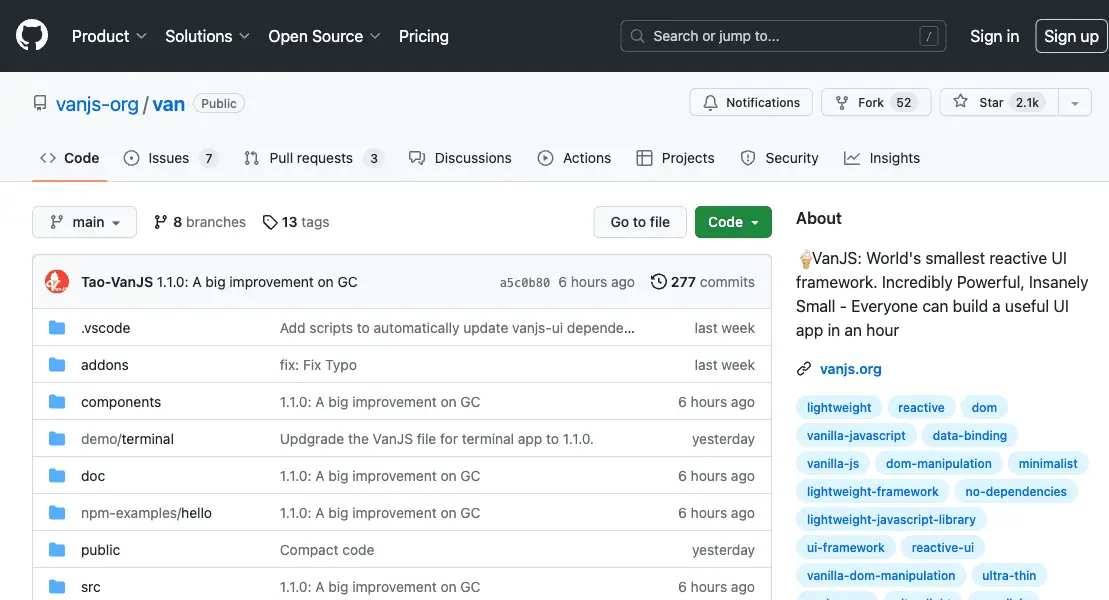 Product Solutions Open Source Pricing Search or jump to... / Sign in Sign up
vanjs-org / van Public Notifications Fork 52 Star 2.1k
Code Issues 7 Pull requests 3 Discussions Actions Projects Security Insights
main 8 branches 13 tags Go to file Code
Tao-VanJS 1.1.0: A big improvement on GC a5c0b80 6 hours ago 277 commits
.vscode Add scripts to automatically update vanjs-ui depende... last week
addons fix: Fix Typo last week
components 1.1.0: A big improvement on GC 6 hours ago
demo/terminal Updgrade the VanJS file for terminal app to 1.1.0. yesterday
doc 1.1.0: A big improvement on GC 6 hours ago
npm-examples/hello 1.1.0: A big improvement on GC 6 hours ago
public Compact code yesterday
src 1.1.0: A big improvement on GC 6 hours ago
About
🍦VanJS: World's smallest reactive UI
framework. Incredibly Powerful, Insanely
Small - Everyone can build a useful UI
app in an hour
vanjs.org
lightweight reactive dom
vanilla-javascript data-binding
vanilla-js dom-manipulation minimalist
lightweight-framework no-dependencies
lightweight-javascript-library
ui-framework reactive-ui
vanilla-dom-manipulation ultra-thin